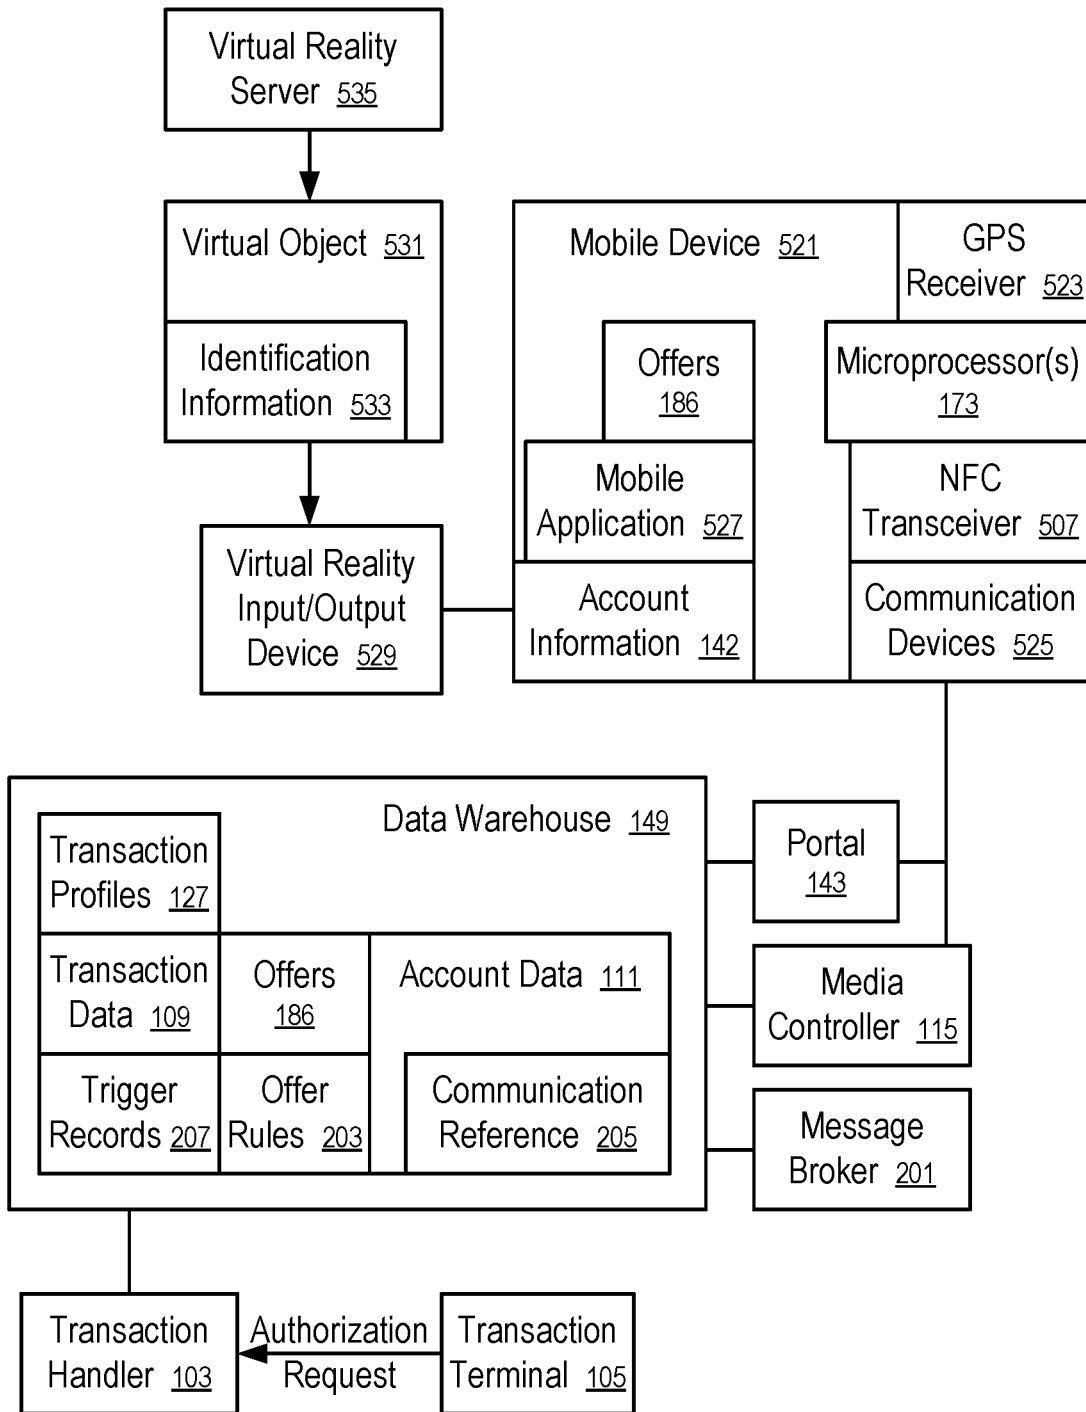 Virtual Reality
Server 535
Virtual Object 531
Identification
Information 533
Virtual Reality
Input/Output
Device 529
Mobile Device 521
GPS
Receiver 523
Offers
186
Microprocessor(s)
173
Mobile
Application 527
NFC
Transceiver 507
Account
Information 142
Communication
Devices 525
Data Warehouse 149
Transaction
Profiles 127
Transaction
Data 109
Offers
186
Account Data 111
Trigger
Records 207
Offer
Rules 203
Communication
Reference 205
Portal
143
Media
Controller 115
Message
Broker 201
Transaction
Handler 103
Authorization
Request
Transaction
Terminal 105